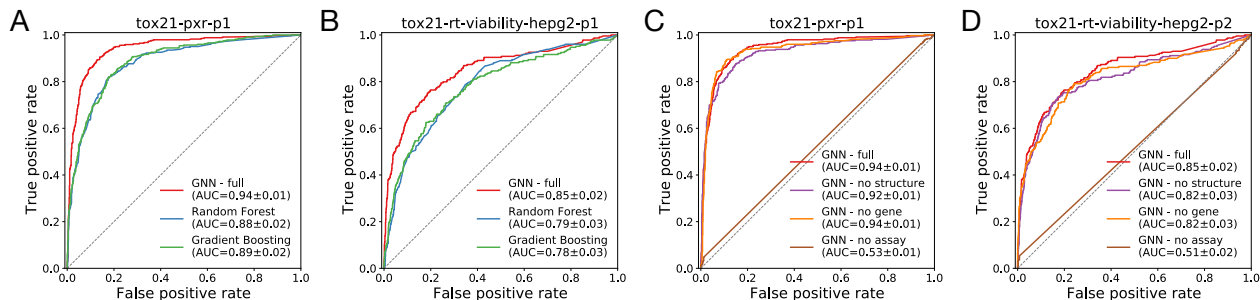 A
tox21-pxr-p1
True positive rate
1.0
0.8
0.6
0.4
0.2
0.0
0.0 0.2 0.4 0.6 0.8 1.0
False positive rate
GNN - full
(AUC=0.94±0.01)
Random Forest
(AUC=0.88±0.02)
Gradient Boosting
(AUC=0.89±0.02)
B
tox21-rt-viability-hepg2-p1
True positive rate
1.0
0.8
0.6
0.4
0.2
0.0
0.0 0.2 0.4 0.6 0.8 1.0
False positive rate
GNN - full
(AUC=0.85±0.02)
Random Forest
(AUC=0.79±0.03)
Gradient Boosting
(AUC=0.78±0.03)
C
tox21-pxr-p1
True positive rate
1.0
0.8
0.6
0.4
0.2
0.0
0.0 0.2 0.4 0.6 0.8 1.0
False positive rate
GNN - full
(AUC=0.94±0.01)
GNN - no structure
(AUC=0.92±0.01)
GNN - no gene
(AUC=0.94±0.01)
GNN - no assay
(AUC=0.53±0.01)
D
tox21-rt-viability-hepg2-p2
True positive rate
1.0
0.8
0.6
0.4
0.2
0.0
0.0 0.2 0.4 0.6 0.8 1.0
False positive rate
GNN - full
(AUC=0.85±0.02)
GNN - no structure
(AUC=0.82±0.03)
GNN - no gene
(AUC=0.82±0.03)
GNN - no assay
(AUC=0.51±0.02)